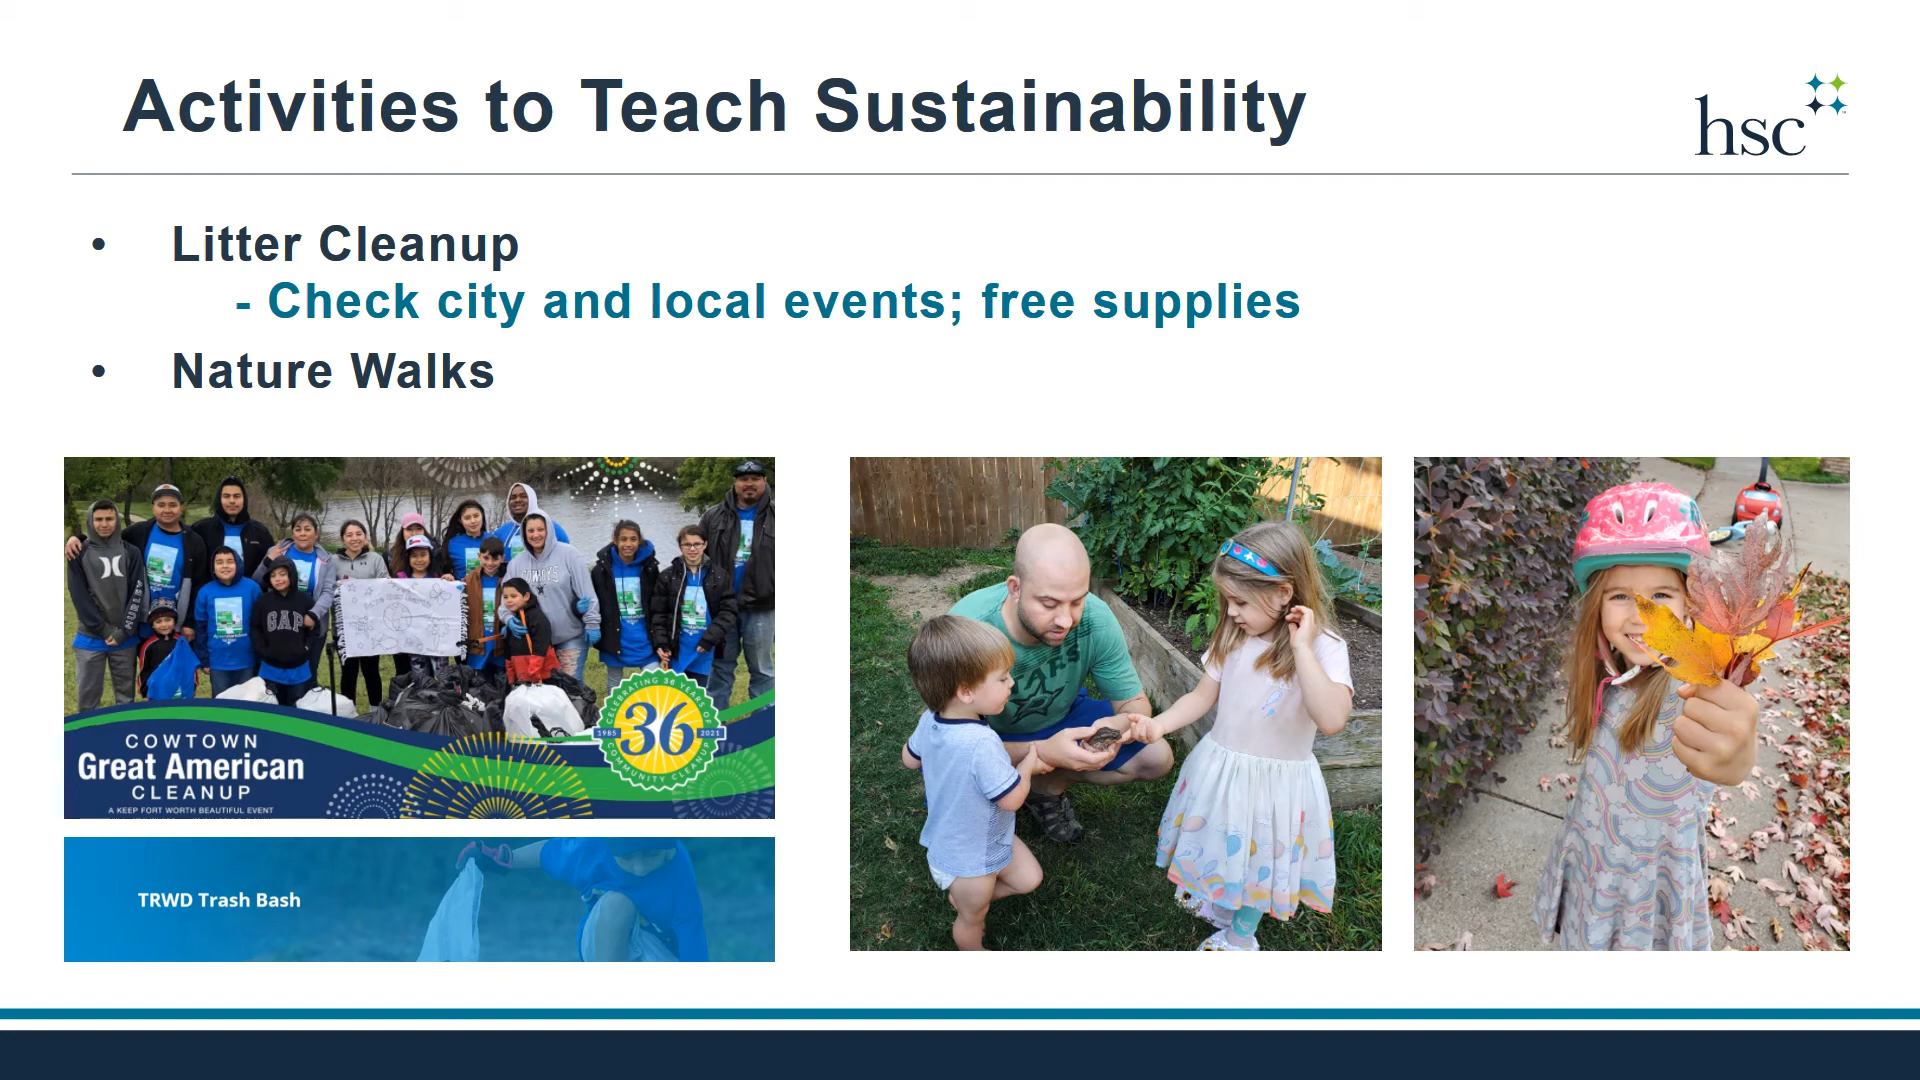 Activities to Teach Sustainability
hsc
• Litter Cleanup
- Check city and local events; free supplies
• Nature Walks
GAP
COWTOWN
Great American
CLEANUP
A KEEP FORT WORTH BEAUTIFUL EVENT
CELEBRATING 36 YEARS OF
1985 36 2021
COMMUNITY CLEANUP
TRWD Trash Bash